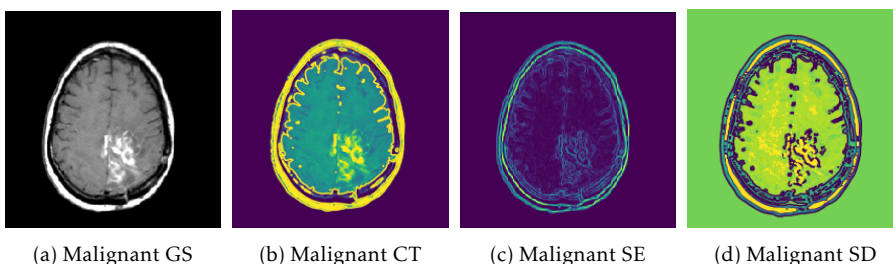 (a) Malignant GS
(b) Malignant CT
(c) Malignant SE
(d) Malignant SD